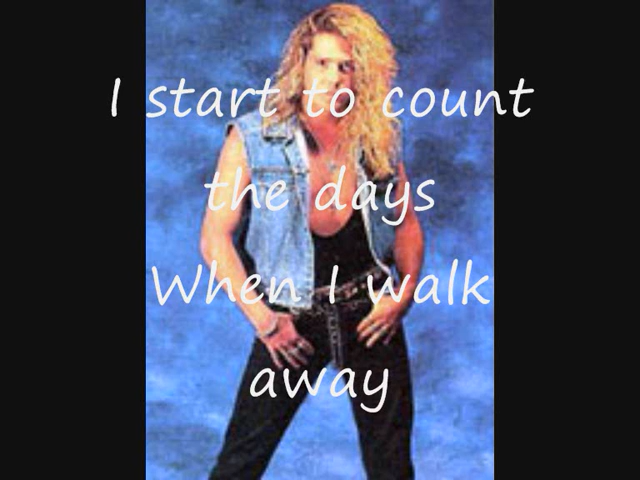 I start to count
the days
When I walk
away